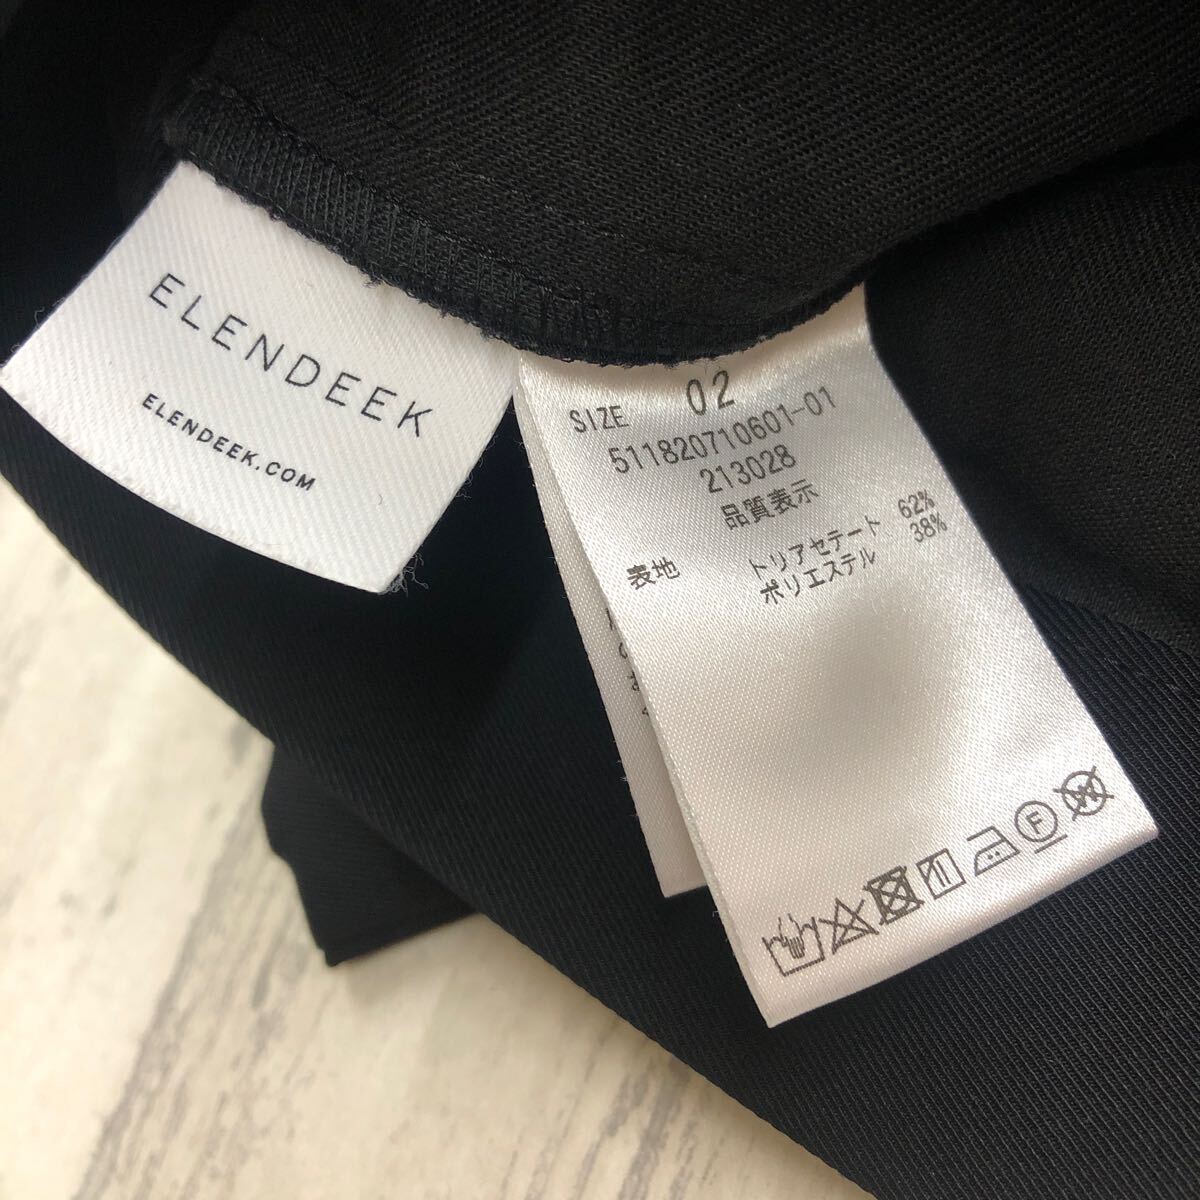 ELENDEEK
ELENDEEK.COM
SIZE 02
511820710601-01
213028
品質表示
表地 トリアセテート 62%
ポリエステル 38%
F
W